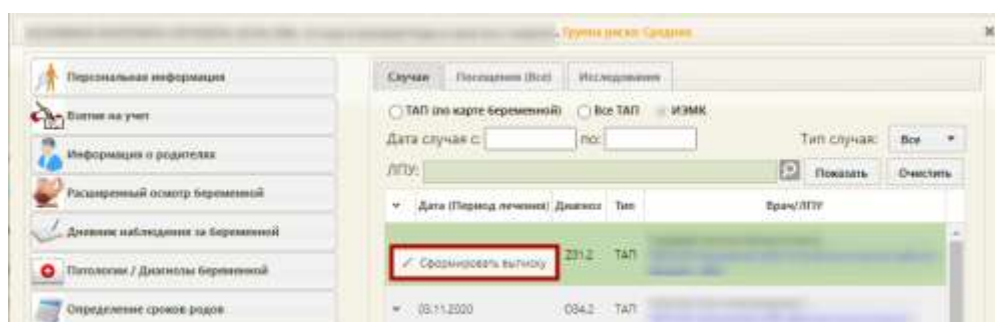 . Группа риска: Средняя
Персональная информация
Взятие на учет
Информация о родителях
Расширенный осмотр беременной
Дневник наблюдения за беременной
Патологии / Диагнозы беременной
Определение сроков родов
Случаи Посещения (Все) Исследования
ТАП (по карте беременной) Все ТАП ИЭМК
Дата случая с: по: Тип случая: Все
ЛПУ: Показать Очистить
Дата (Период лечения) Диагноз Тип Врач/ЛПУ
Сформировать выписку Z31.2 ТАП
03.11.2020 O34.2 ТАП